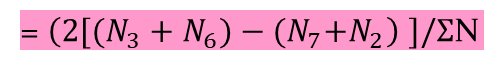 = (2[(N₃ + N₆) − (N₇+N₂) ]/ΣN